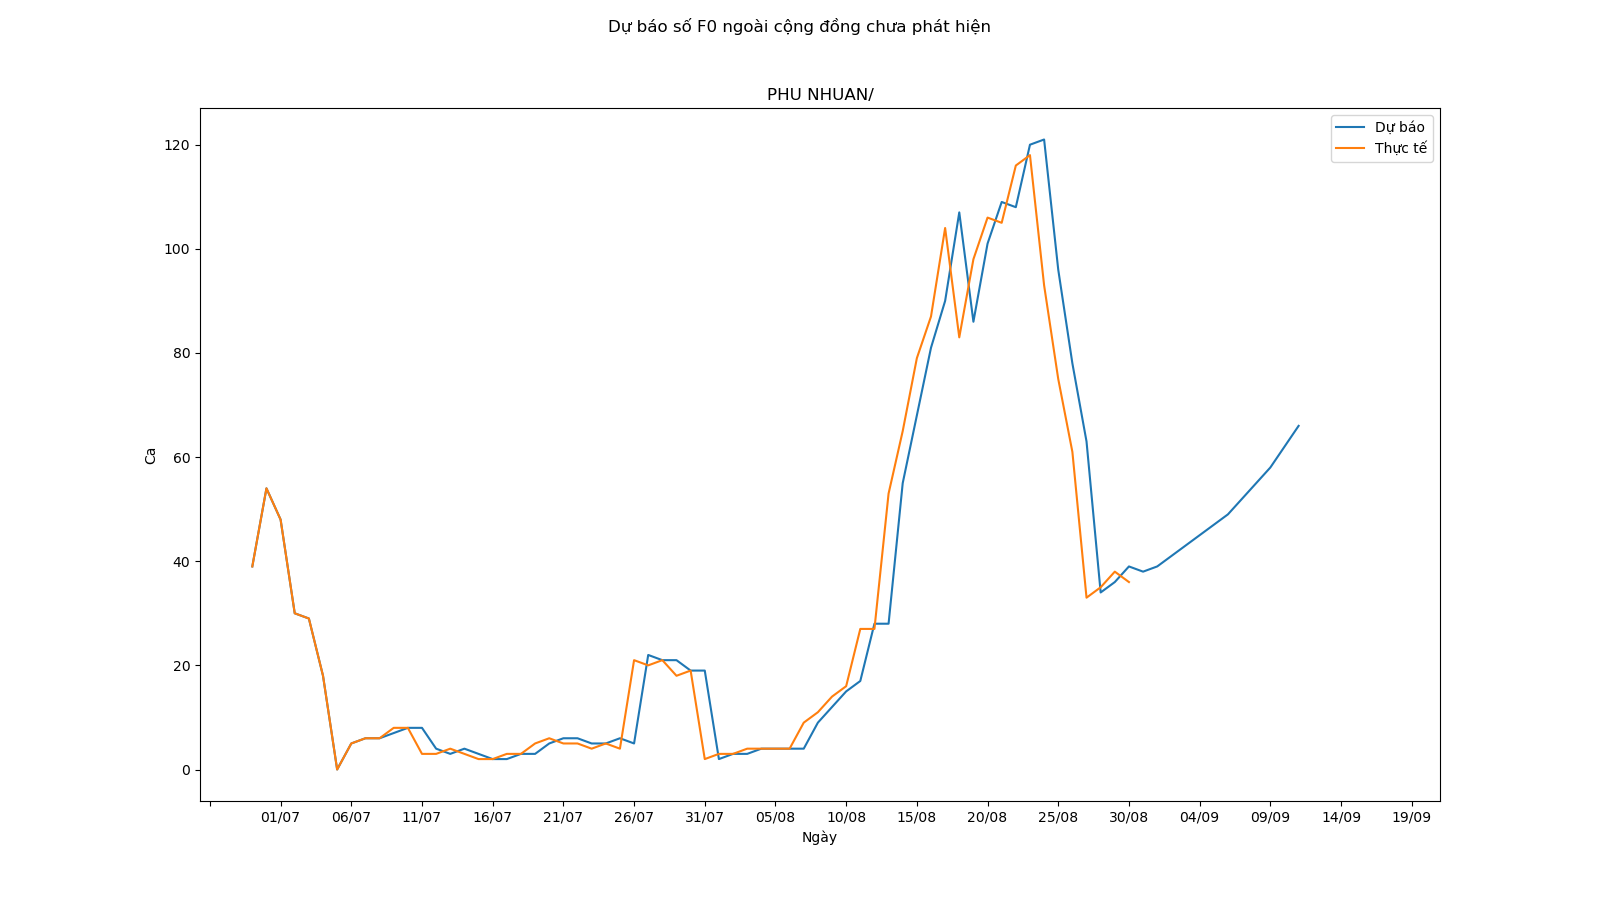 Dự báo số F0 ngoài cộng đồng chưa phát hiện
PHU NHUAN/
Dự báo
Thực tế
120
100
80
60
40
20
0
Ca
01/07 06/07 11/07 16/07 21/07 26/07 31/07 05/08 10/08 15/08 20/08 25/08 30/08 04/09 09/09 14/09 19/09
Ngày